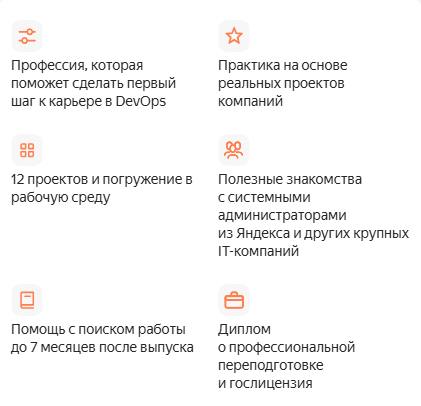 Профессия, которая
поможет сделать первый
шаг к карьере в DevOps
Практика на основе
реальных проектов
компаний
12 проектов и погружение в
рабочую среду
Полезные знакомства
с системными
администраторами
из Яндекса и других крупных
IT-компаний
Помощь с поиском работы
до 7 месяцев после выпуска
Диплом
о профессиональной
переподготовке
и гослицензия